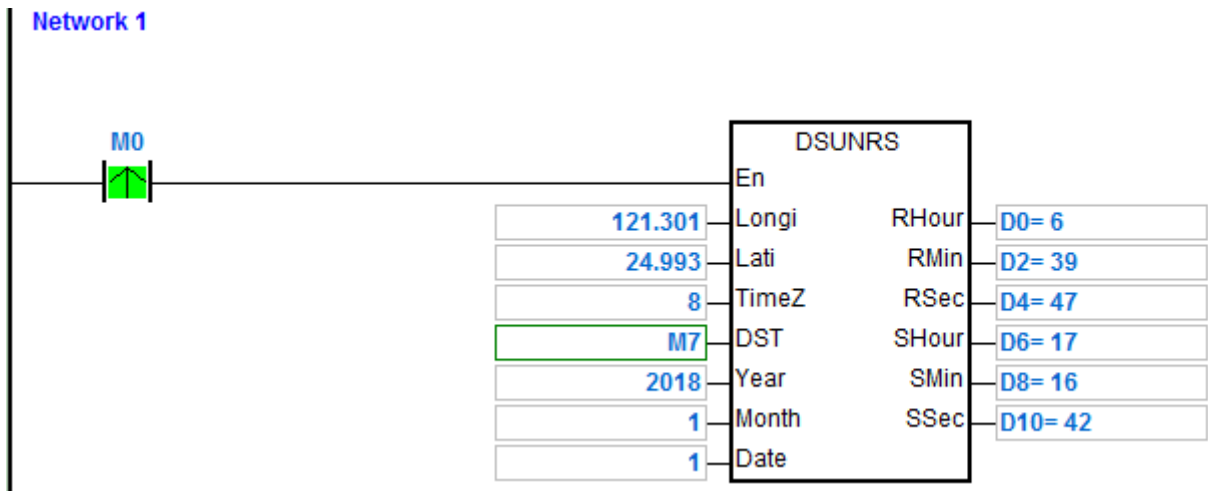 Network 1
M0
DSUNRS
En
121.301 Longi RHour D0= 6
24.993 Lati RMin D2= 39
8 TimeZ RSec D4= 47
M7 DST SHour D6= 17
2018 Year SMin D8= 16
1 Month SSec D10= 42
1 Date